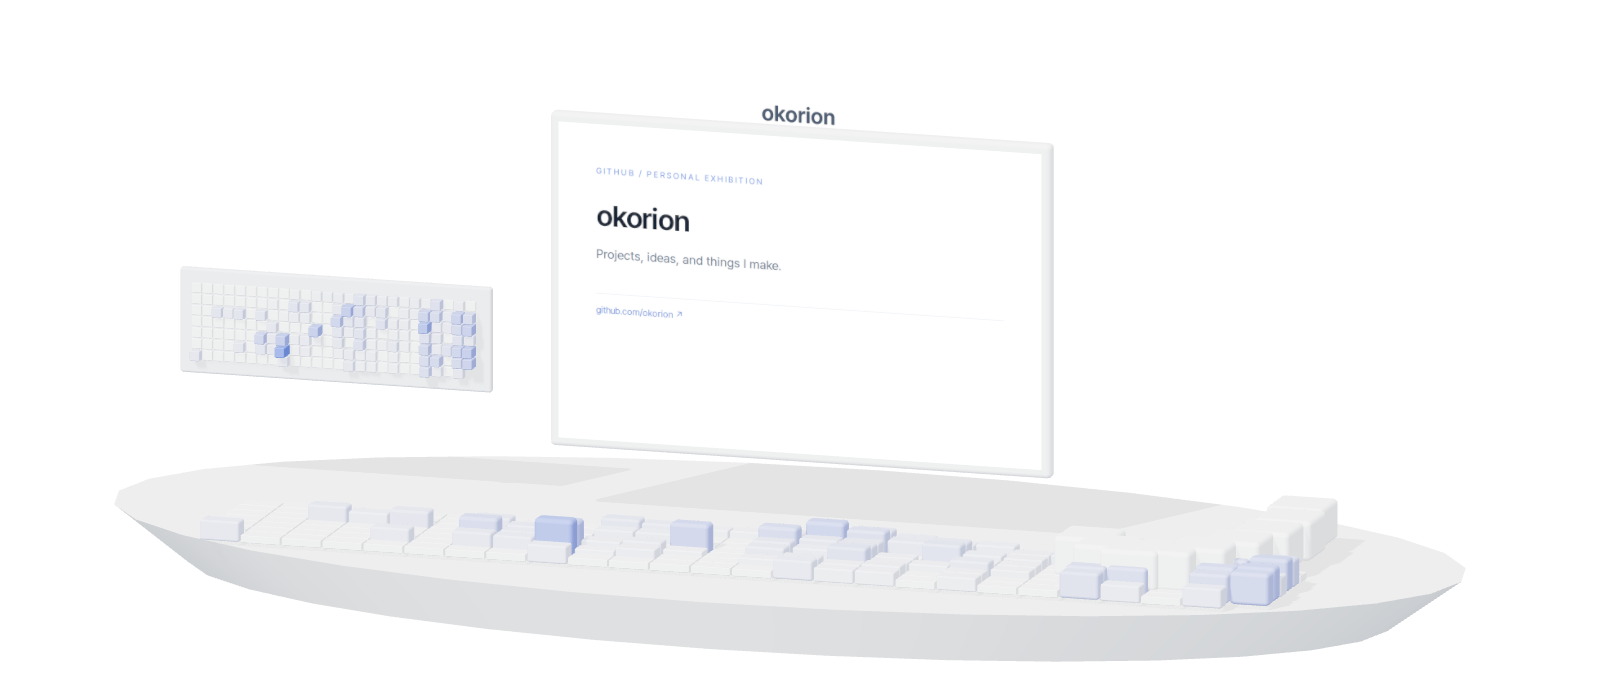 okorion
GITHUB / PERSONAL EXHIBITION
okorion
Projects, ideas, and things I make.
github.com/okorion ↗